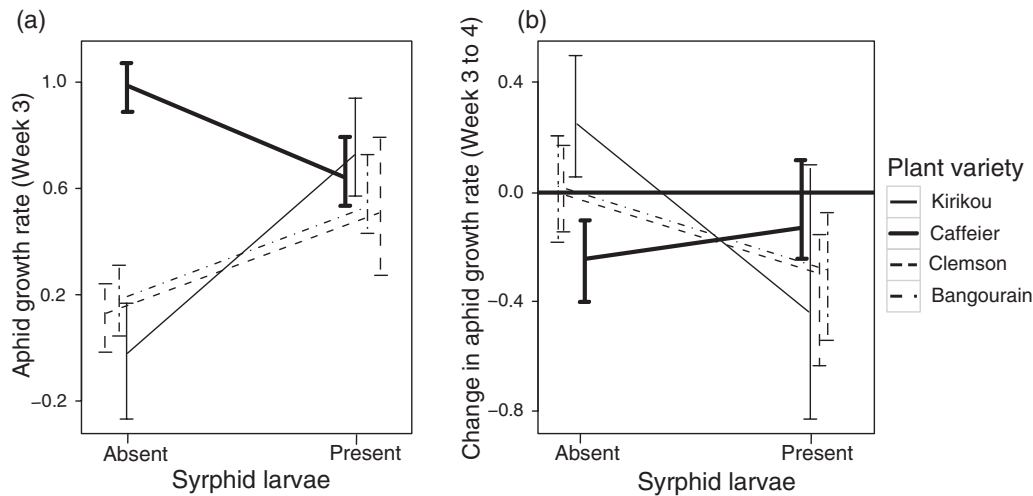 (a)
Aphid growth rate (Week 3)
1.0
0.6
0.2
−0.2
Absent
Present
Syrphid larvae
(b)
Change in aphid growth rate (Week 3 to 4)
0.4
0.0
−0.4
−0.8
Absent
Present
Syrphid larvae
Plant variety
Kirikou
Caffeier
Clemson
Bangourain